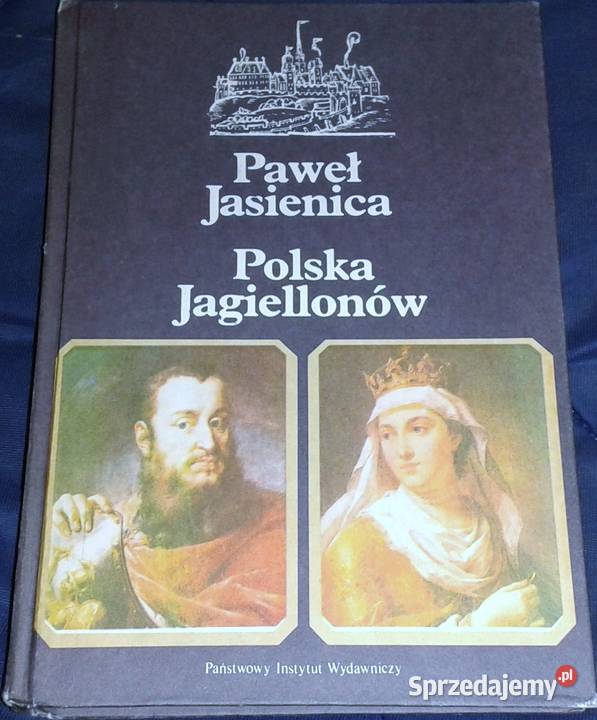 Paweł
Jasienica
Polska
Jagiellonów
Państwowy Instytut Wydawniczy
Sprzedajemy.pl